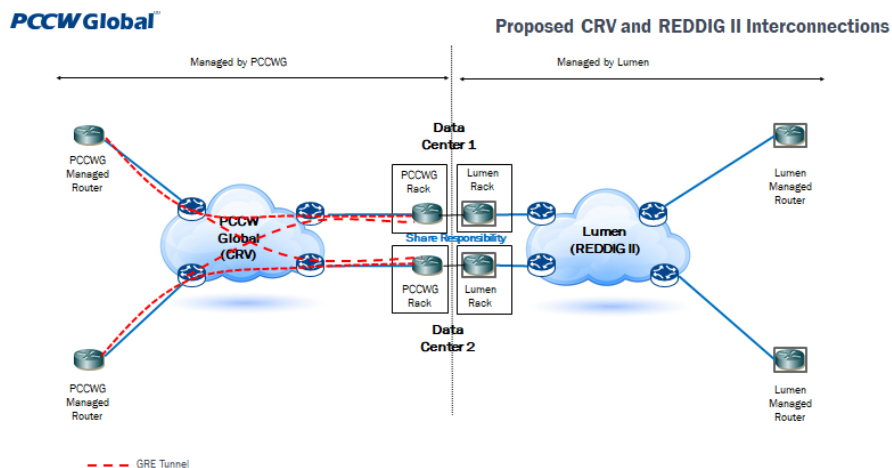 PCCW Global™
Proposed CRV and REDDIG II Interconnections
Managed by PCCWG
Managed by Lumen
Data
Center 1
PCCWG
Managed
Router
PCCWG
Rack
Lumen
Rack
Lumen
Managed
Router
PCCW
Global
(CRV)
Share Responsibility
Lumen
(REDDIG II)
PCCWG
Rack
Lumen
Rack
Data
Center 2
PCCWG
Managed
Router
Lumen
Managed
Router
GRE Tunnel